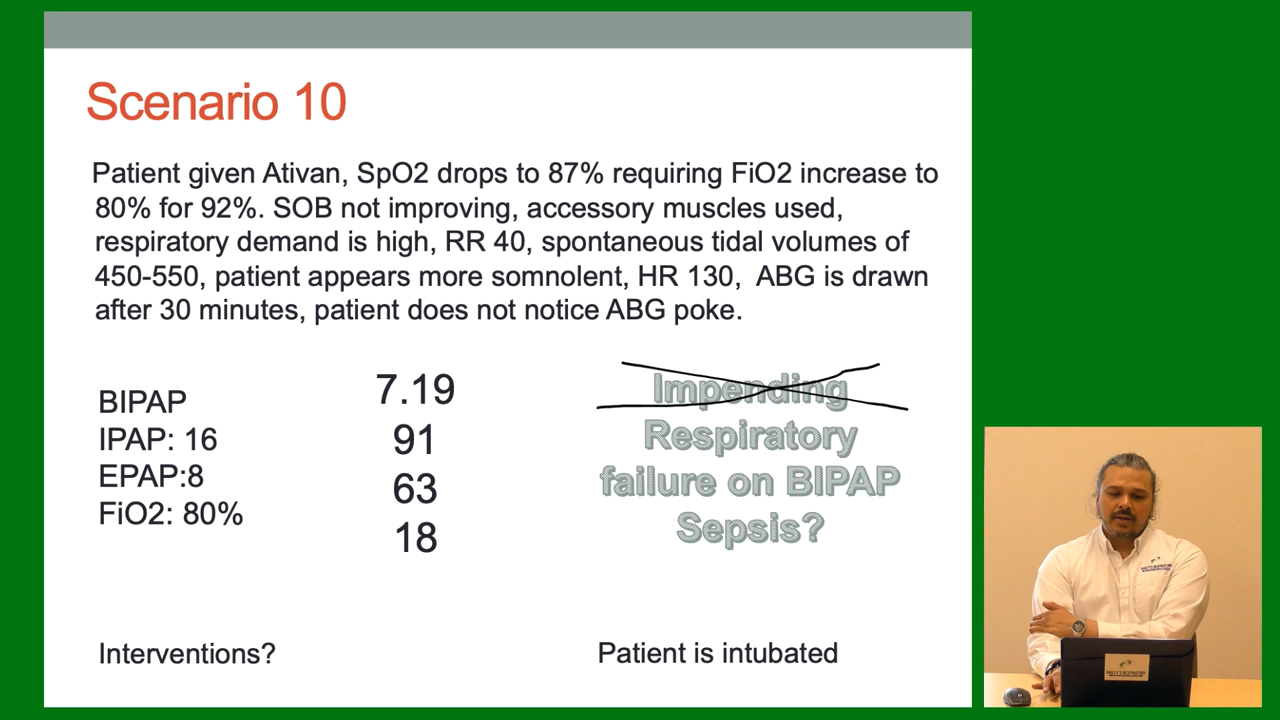 Scenario 10
Patient given Ativan, SpO2 drops to 87% requiring FiO2 increase to
80% for 92%. SOB not improving, accessory muscles used,
respiratory demand is high, RR 40, spontaneous tidal volumes of
450-550, patient appears more somnolent, HR 130, ABG is drawn
after 30 minutes, patient does not notice ABG poke.
BIPAP
IPAP: 16
EPAP:8
FiO2: 80%
7.19
91
63
18
Impending
Respiratory
failure on BIPAP
Sepsis?
Interventions?
Patient is intubated